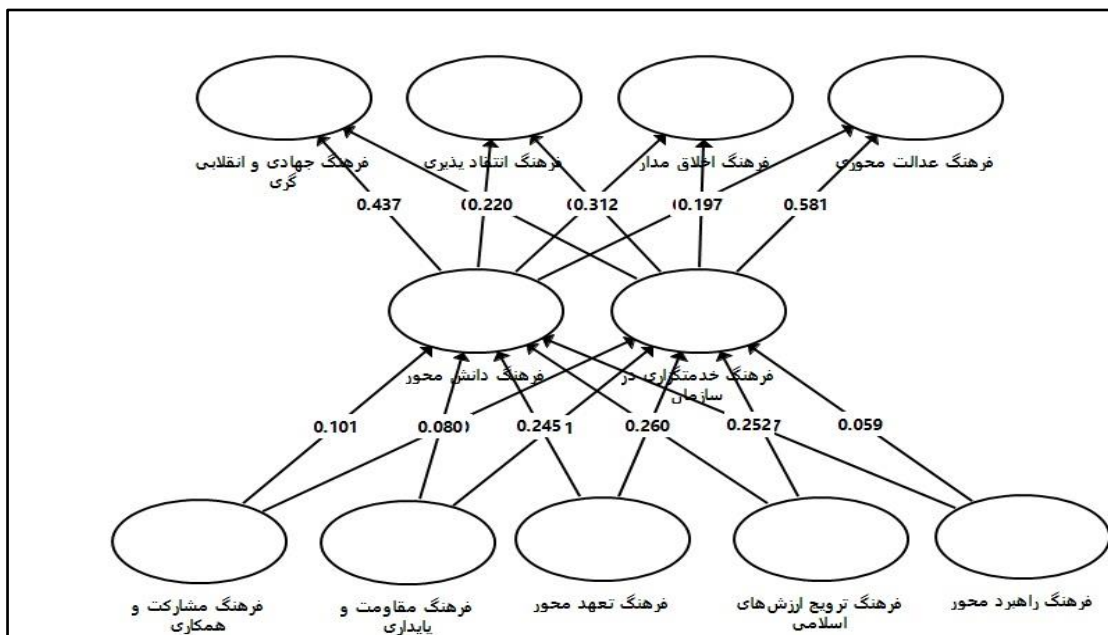 فرهنگ جهادی و انقلابی
گری
فرهنگ انتقاد پذیری
فرهنگ اخلاق مدار
فرهنگ عدالت محوری
0.437
0.220
0.312
0.197
0.581
فرهنگ دانش محور
فرهنگ خدمتگزاری در
سازمان
0.101
0.080
0.245
0.260
0.252
0.059
فرهنگ مشارکت و
همکاری
فرهنگ مقاومت و
پایداری
فرهنگ تعهد محور
فرهنگ ترویج ارزش‌های
اسلامی
فرهنگ راهبرد محور